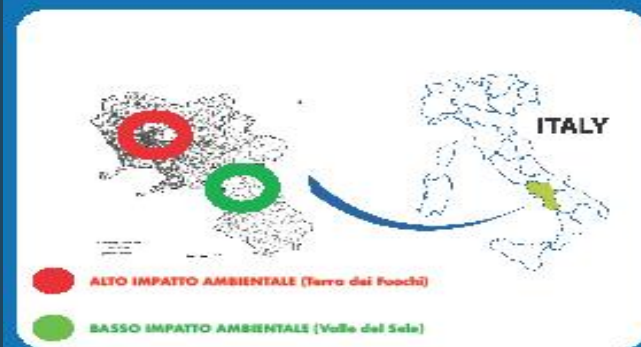 ITALY
ALTO IMPATTO AMBIENTALE (Terra dei Fuochi)
BASSO IMPATTO AMBIENTALE (Valle del Sele)